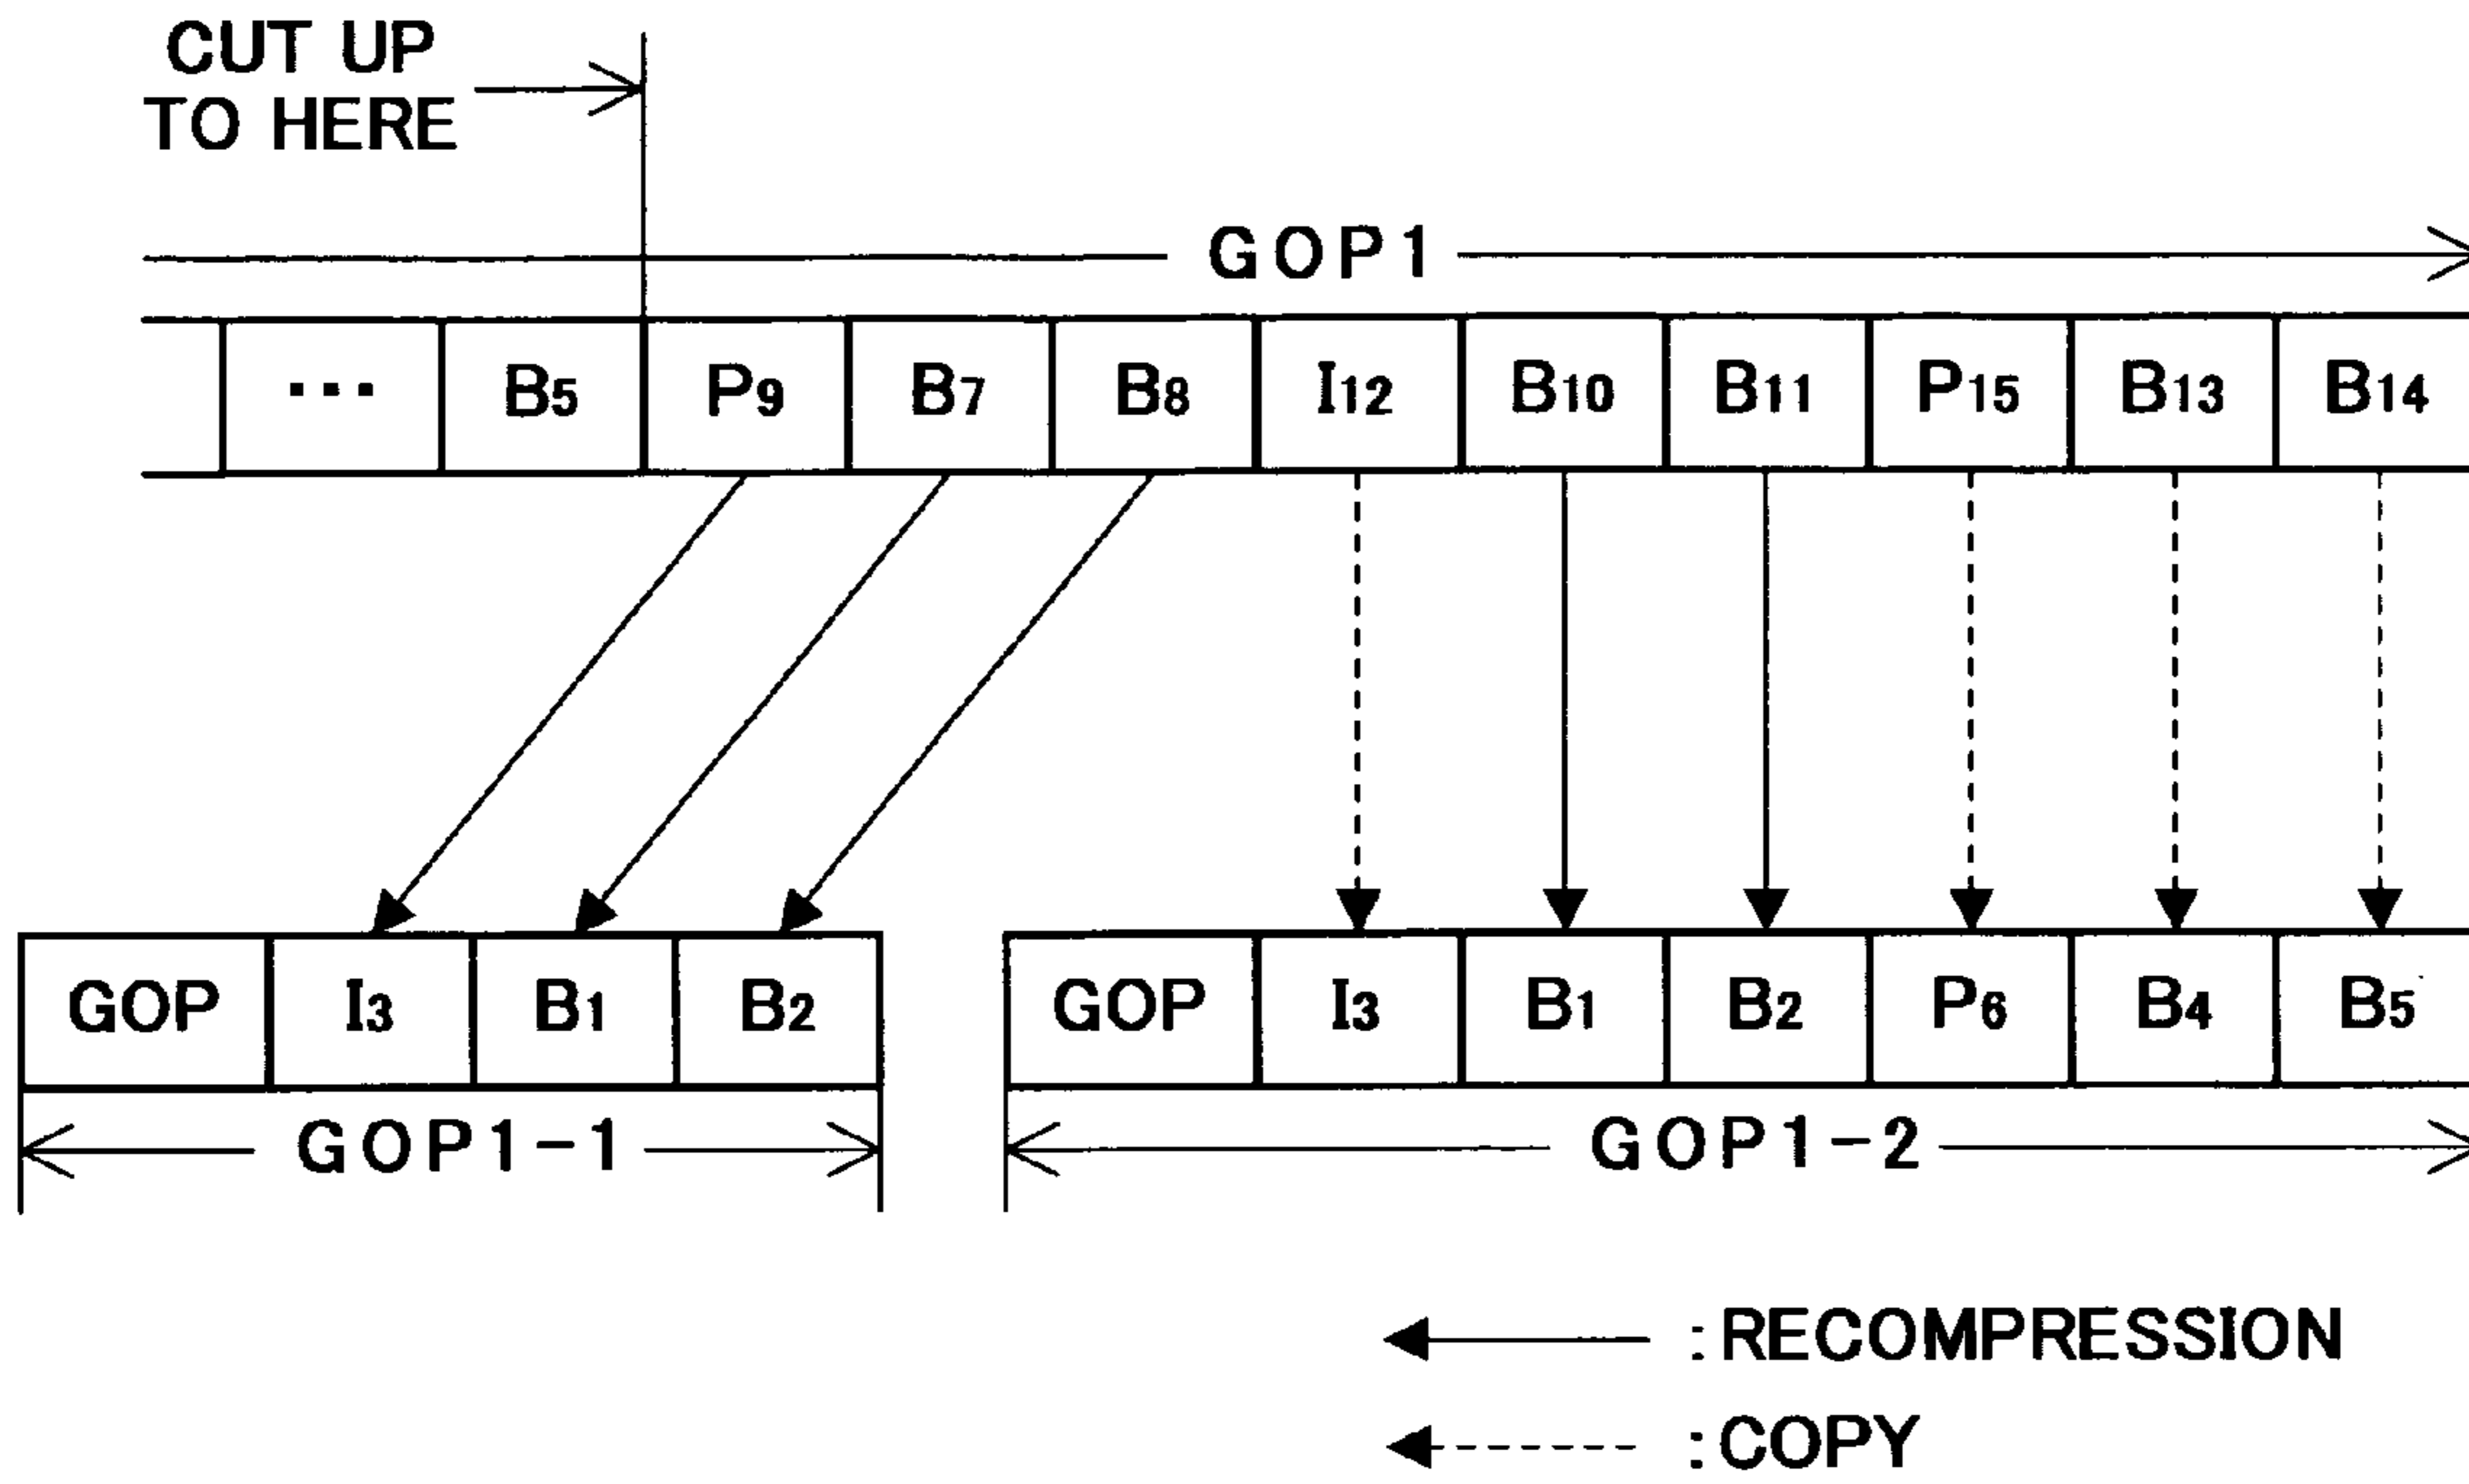 CUT UP
TO HERE
GOP1
... B5 P9 B7 B8 I12 B10 B11 P15 B13 B14
GOP I3 B1 B2 GOP I3 B1 B2 P6 B4 B5
GOP1-1 GOP1-2
:RECOMPRESSION
:COPY